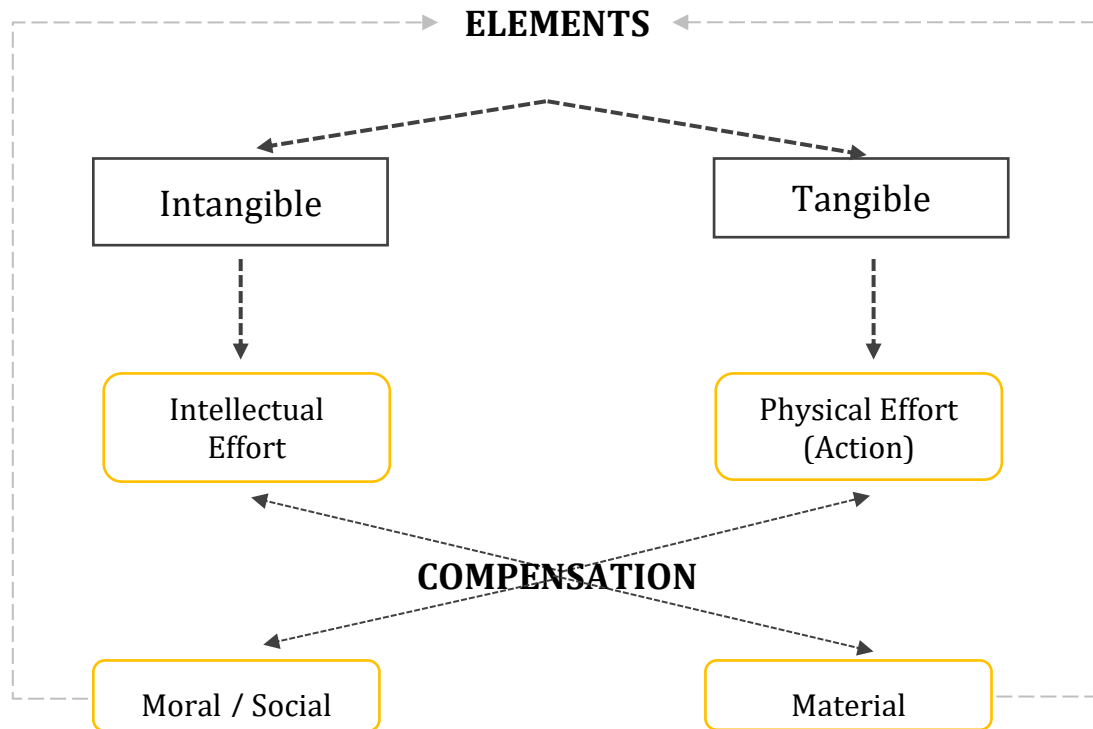 ELEMENTS
Intangible
Tangible
Intellectual
Effort
Physical Effort
(Action)
COMPENSATION
Moral / Social
Material